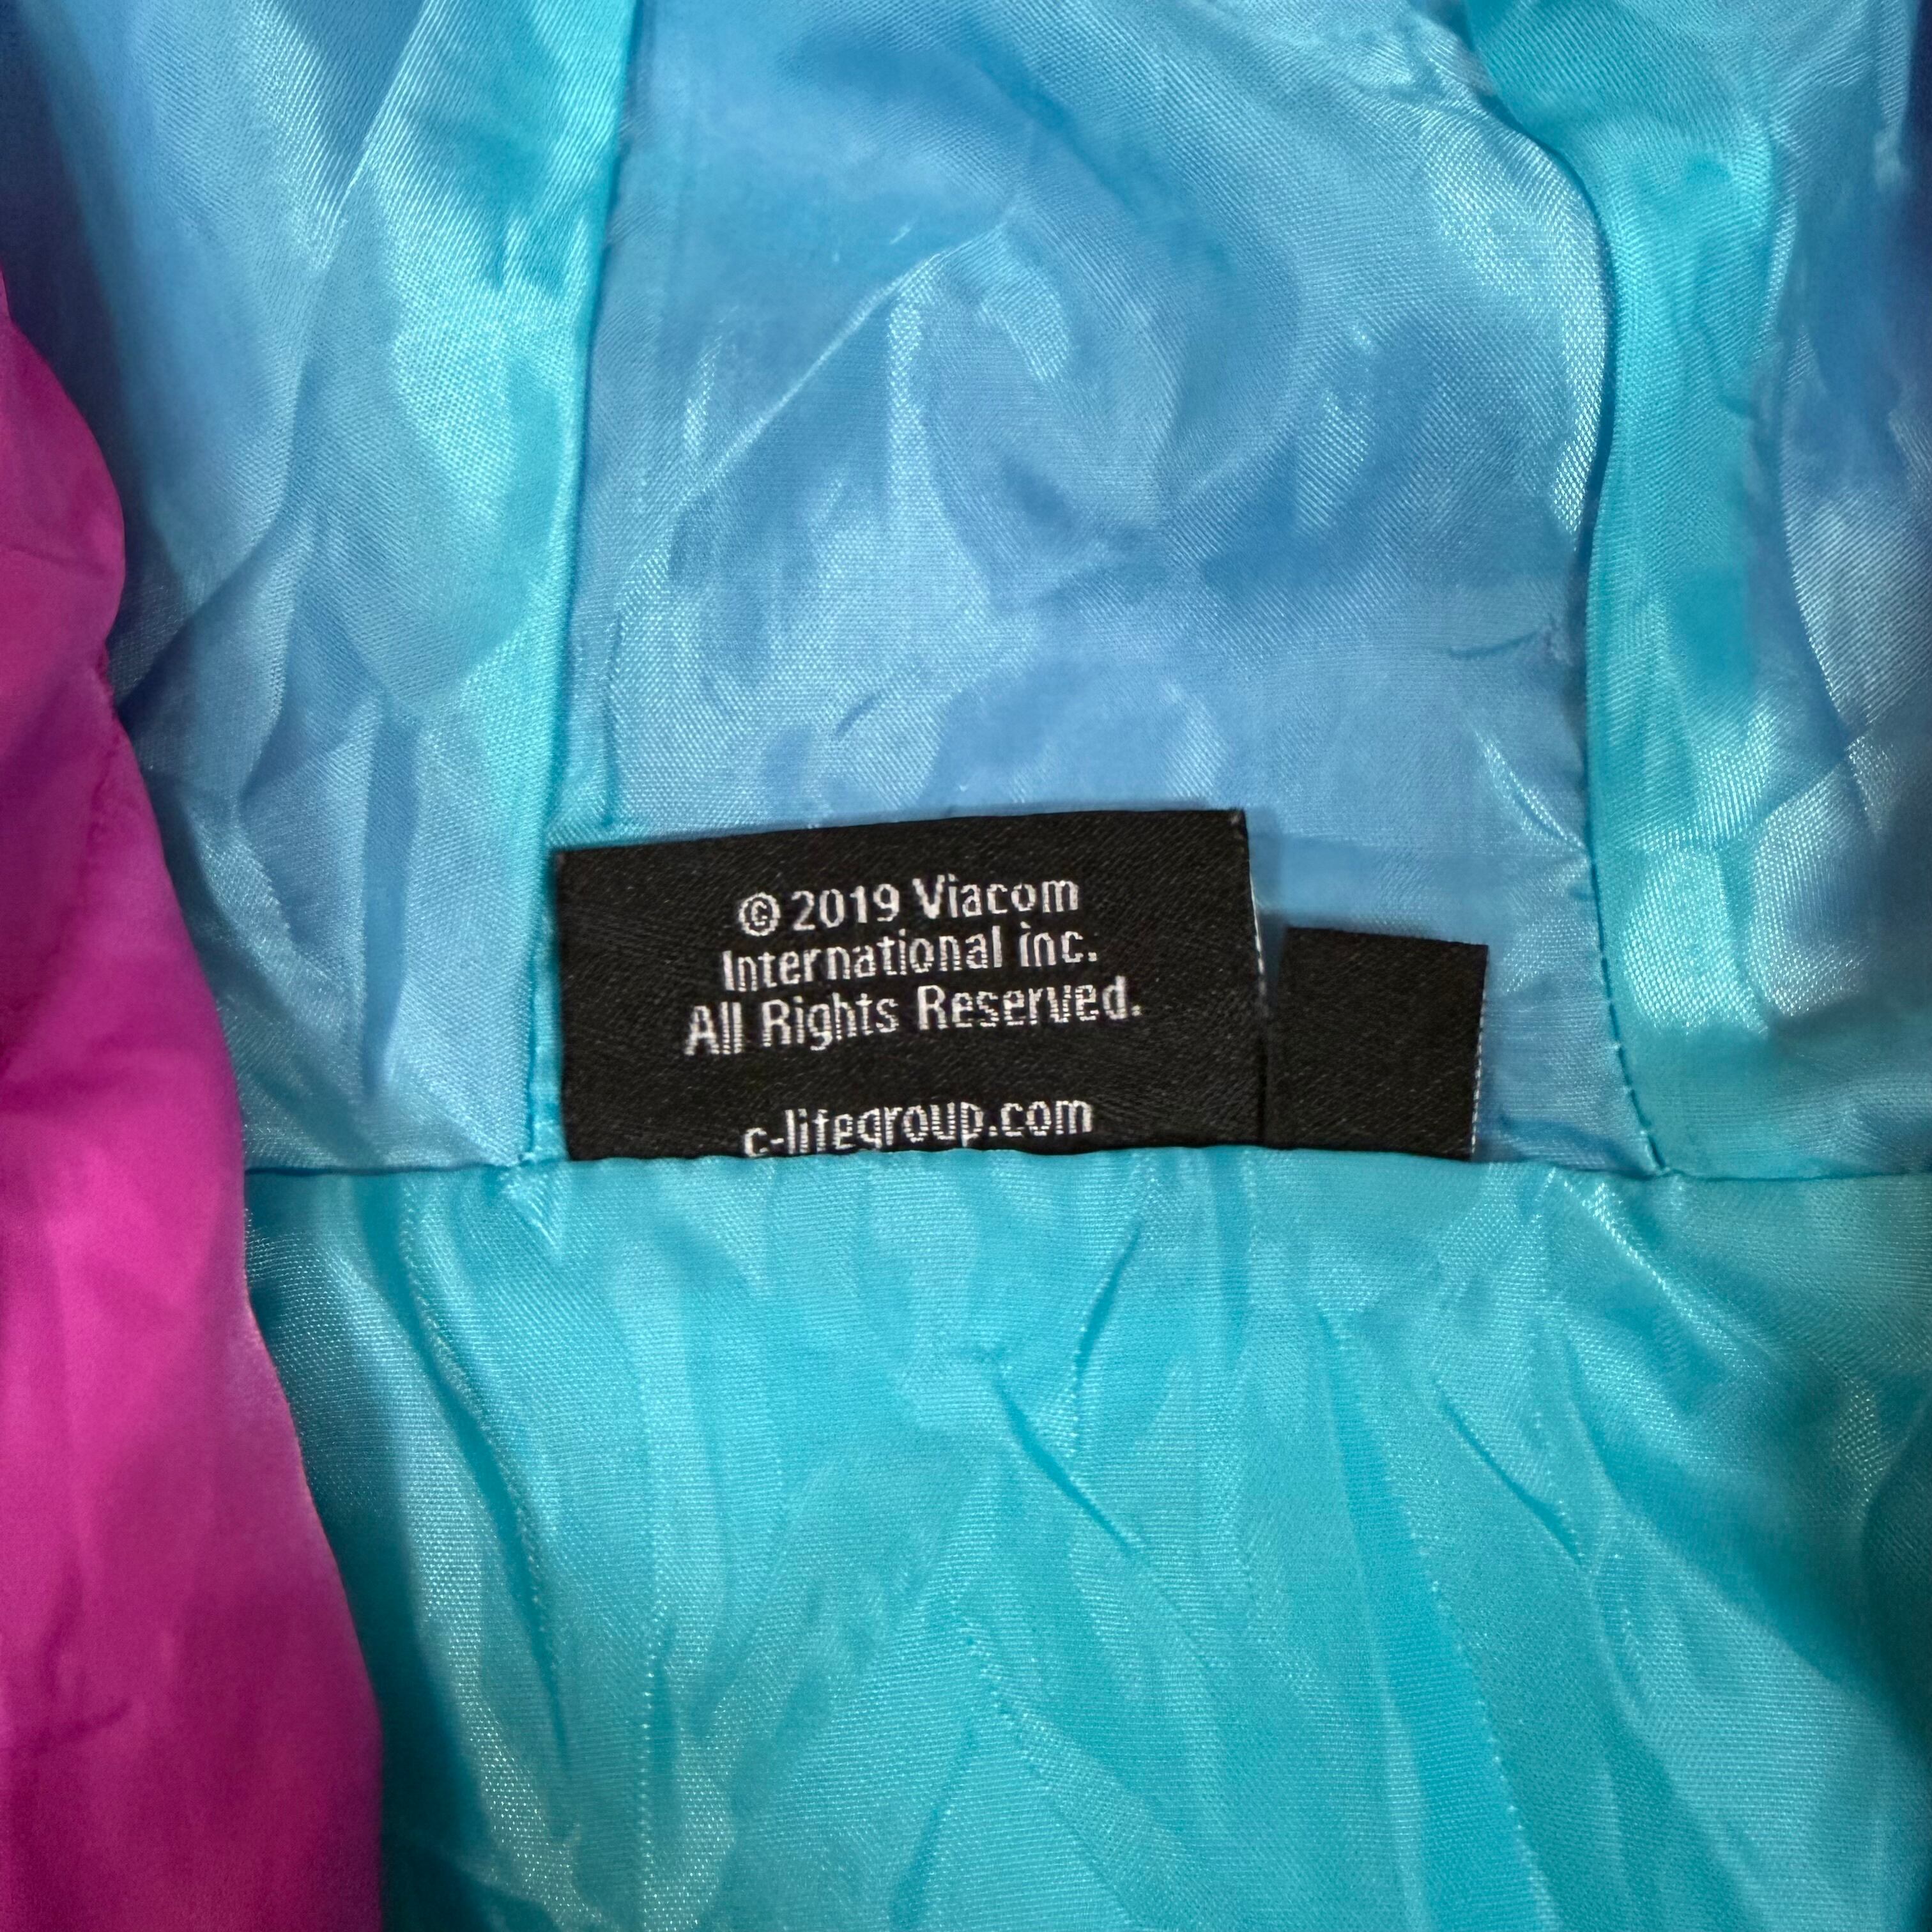 © 2019 Viacom
International inc.
All Rights Reserved.
c-lifegroup.com